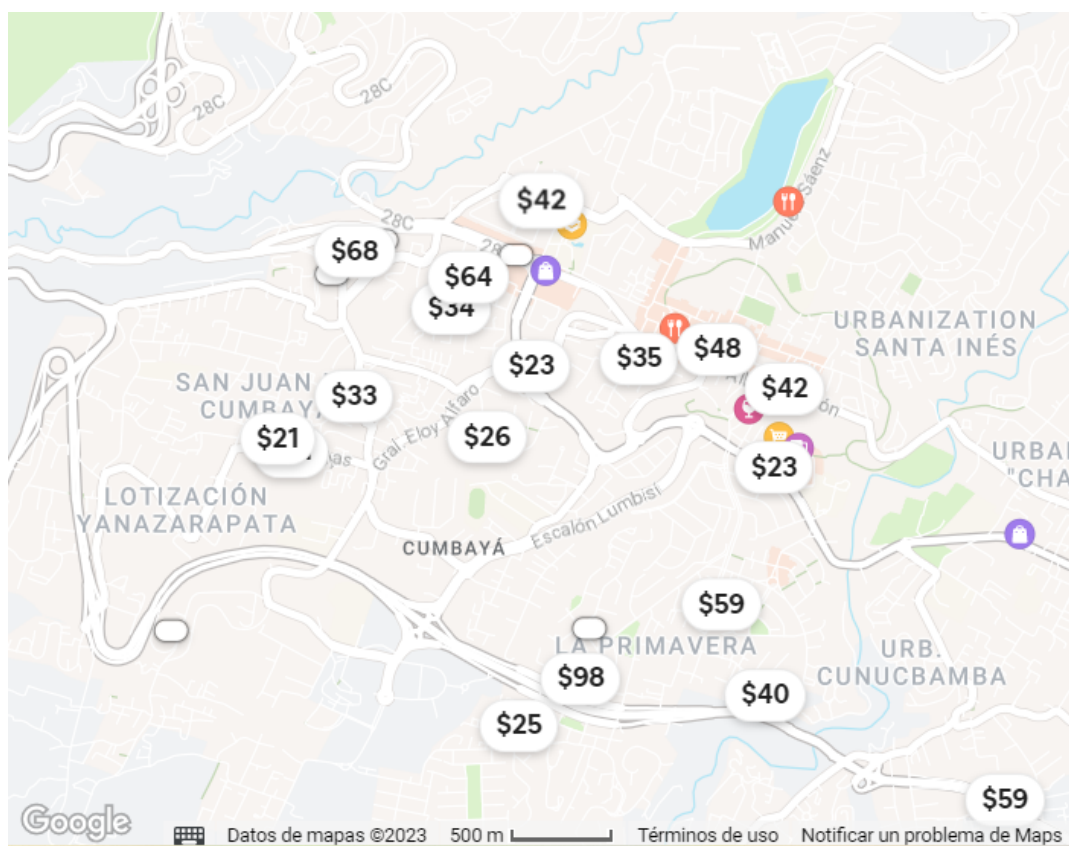 28C
28C
$42
Manuela Sáenz
28C
$68
28
$64
$34
URBANIZATION
SANTA INÉS
$23
$35
$48
SAN JUAN
CUMBAYÁ
$33
$42
Gral. Eloy Alfaro
$21
$26
$23
LOTIZACIÓN
YANAZARAPATA
Escalón Lumbisí
CUMBAYÁ
$59
LA PRIMAVERA
URB.
CUNUCBAMBA
$98
$40
$25
$59
Google
Datos de mapas ©2023
500 m
Términos de uso
Notificar un problema de Maps